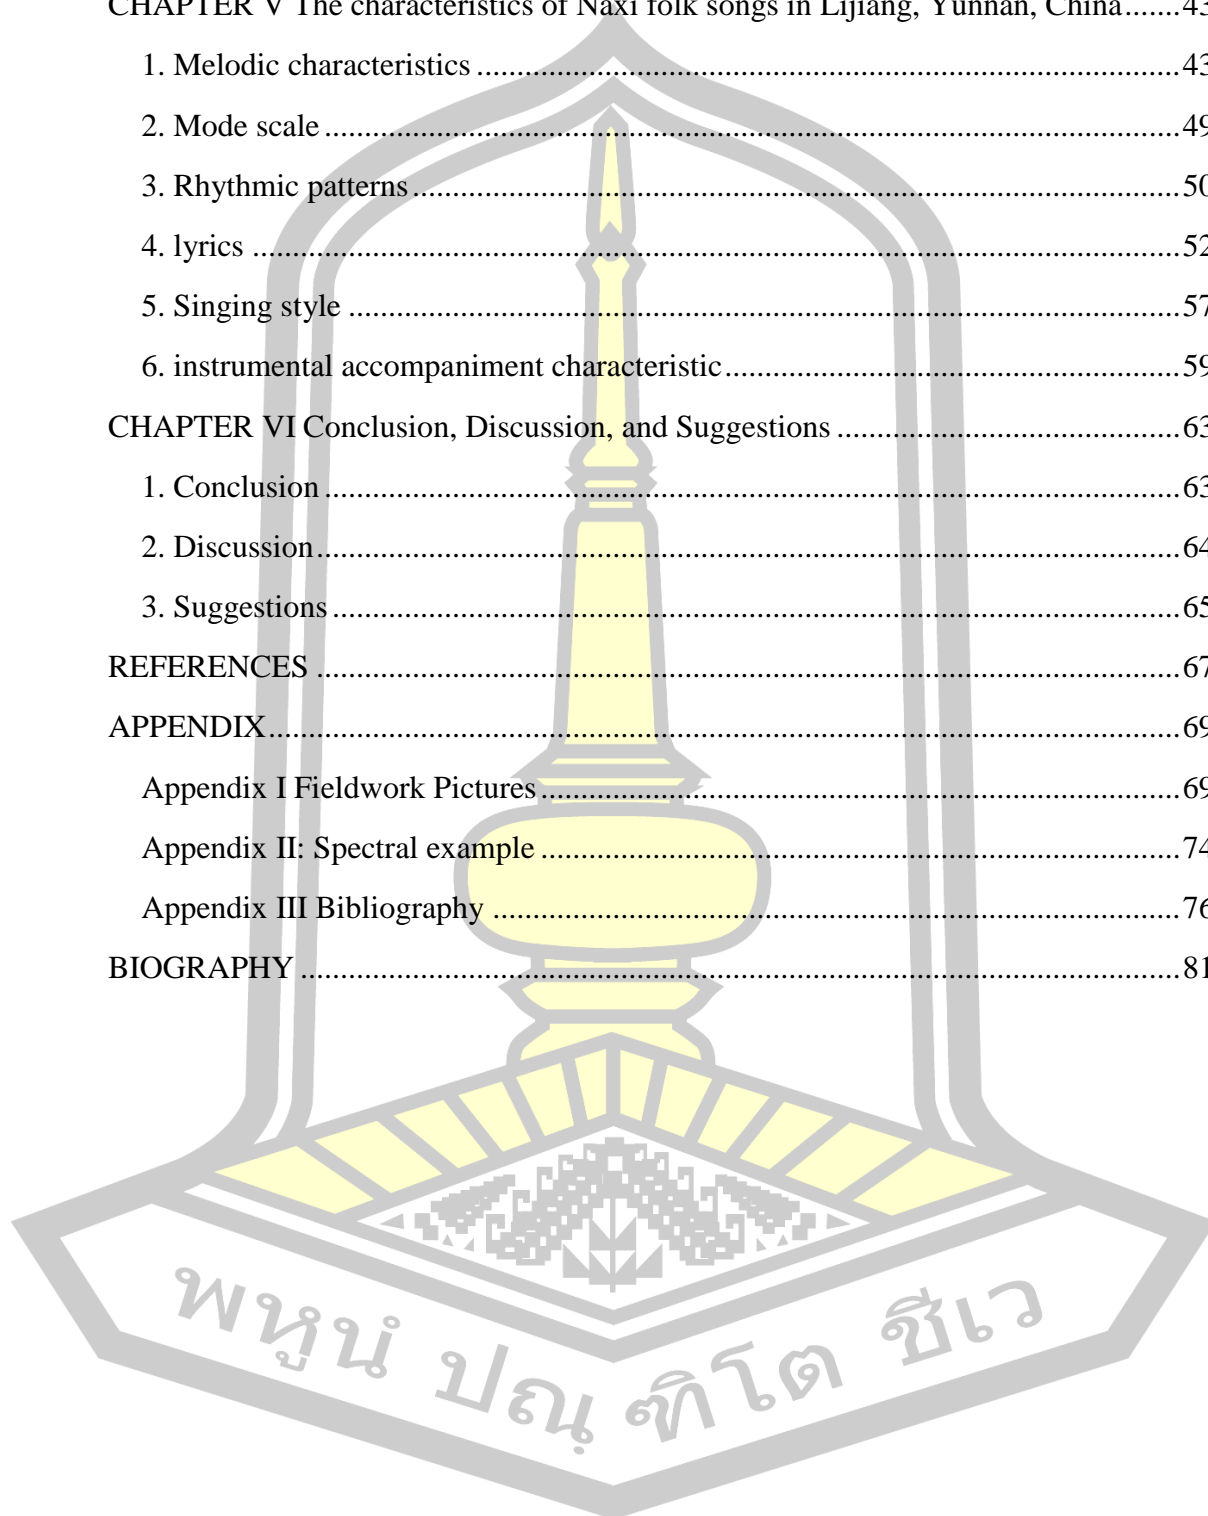 CHAPTER V The characteristics of Naxi folk songs in Lijiang, Yunnan, China.......43
1. Melodic characteristics ....................................................................................43
2. Mode scale ......................................................................................................49
3. Rhythmic patterns............................................................................................50
4. lyrics ...............................................................................................................52
5. Singing style ...................................................................................................57
6. instrumental accompaniment characteristic.......................................................59
CHAPTER VI Conclusion, Discussion, and Suggestions .........................................63
1. Conclusion ......................................................................................................63
2. Discussion.......................................................................................................64
3. Suggestions .....................................................................................................65
REFERENCES ........................................................................................................67
APPENDIX..............................................................................................................69
Appendix I Fieldwork Pictures.............................................................................69
Appendix II: Spectral example .............................................................................74
Appendix III Bibliography ...................................................................................76
BIOGRAPHY ..........................................................................................................81
พหุนํ ปณฺฑิโต ชีเว